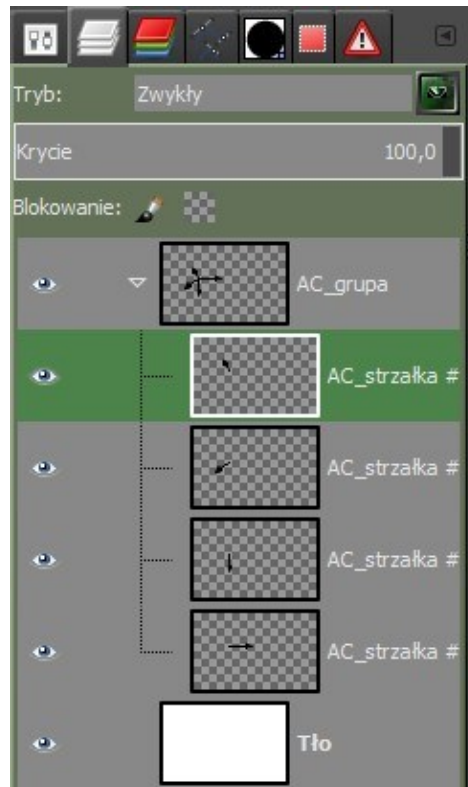 Tryb: Zwykły
Krycie 100,0
Blokowanie:
AC_grupa
AC_strzałka #
AC_strzałka #
AC_strzałka #
AC_strzałka #
Tło